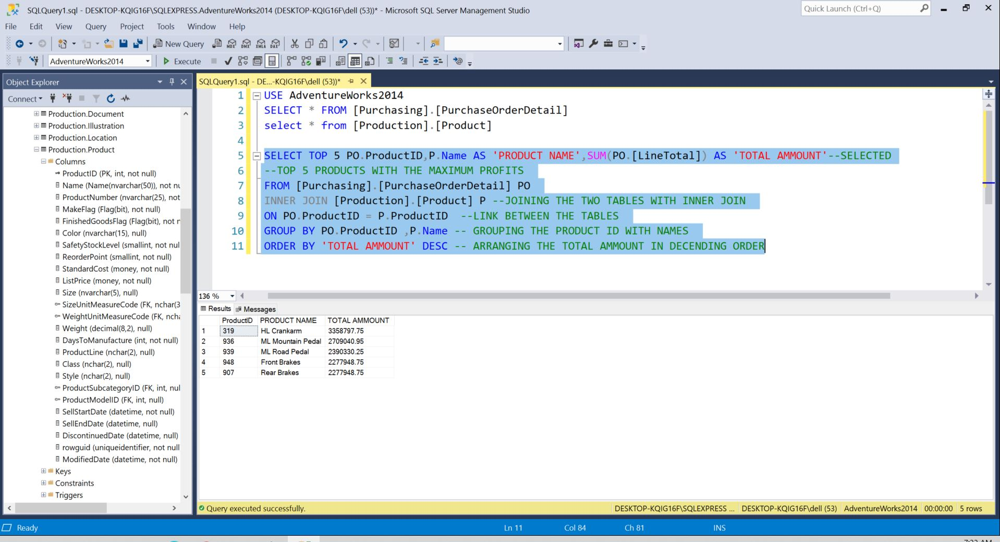 SQLQuery1.sql - DESKTOP-KQIG16F\SQLEXPRESS.AdventureWorks2014 (DESKTOP-KQIG16F\dell (53))* - Microsoft SQL Server Management Studio
Quick Launch (Ctrl+Q)
File Edit View Query Project Tools Window Help
New Query MDX DMX XMLA DAX
AdventureWorks2014 Execute
Object Explorer
Connect
Production.Document
Production.Illustration
Production.Location
Production.Product
Columns
ProductID (PK, int, not null)
Name (Name(nvarchar(50)), not nu
ProductNumber (nvarchar(25), not
MakeFlag (Flag(bit), not null)
FinishedGoodsFlag (Flag(bit), not n
Color (nvarchar(15), null)
SafetyStockLevel (smallint, not nul
ReorderPoint (smallint, not null)
StandardCost (money, not null)
ListPrice (money, not null)
Size (nvarchar(5), null)
SizeUnitMeasureCode (FK, nchar(3
WeightUnitMeasureCode (FK, ncha
Weight (decimal(8,2), null)
DaysToManufacture (int, not null)
ProductLine (nchar(2), null)
Class (nchar(2), null)
Style (nchar(2), null)
ProductSubcategoryID (FK, int, nul
ProductModelID (FK, int, null)
SellStartDate (datetime, not null)
SellEndDate (datetime, null)
DiscontinuedDate (datetime, null)
rowguid (uniqueidentifier, not null
ModifiedDate (datetime, not null)
Keys
Constraints
Triggers
SQLQuery1.sql - DE...-KQIG16F\dell (53))*
1 USE AdventureWorks2014
2 SELECT * FROM [Purchasing].[PurchaseOrderDetail]
3 select * from [Production].[Product]
4
5 SELECT TOP 5 PO.ProductID,P.Name AS 'PRODUCT NAME',SUM(PO.[LineTotal]) AS 'TOTAL AMMOUNT'--SELECTED
6 --TOP 5 PRODUCTS WITH THE MAXIMUM PROFITS
7 FROM [Purchasing].[PurchaseOrderDetail] PO
8 INNER JOIN [Production].[Product] P --JOINING THE TWO TABLES WITH INNER JOIN
9 ON PO.ProductID = P.ProductID --LINK BETWEEN THE TABLES
10 GROUP BY PO.ProductID ,P.Name -- GROUPING THE PRODUCT ID WITH NAMES
11 ORDER BY 'TOTAL AMMOUNT' DESC -- ARRANGING THE TOTAL AMMOUNT IN DECENDING ORDER
136 %
Results Messages
ProductID PRODUCT NAME TOTAL AMMOUNT
1 319 HL Crankarm 3358797.75
2 936 ML Mountain Pedal 2709040.95
3 939 ML Road Pedal 2390330.25
4 948 Front Brakes 2277948.75
5 907 Rear Brakes 2277948.75
Query executed successfully. DESKTOP-KQIG16F\SQLEXPRESS ... DESKTOP-KQIG16F\dell (53) AdventureWorks2014 00:00:00 5 rows
Ready Ln 11 Col 84 Ch 81 INS